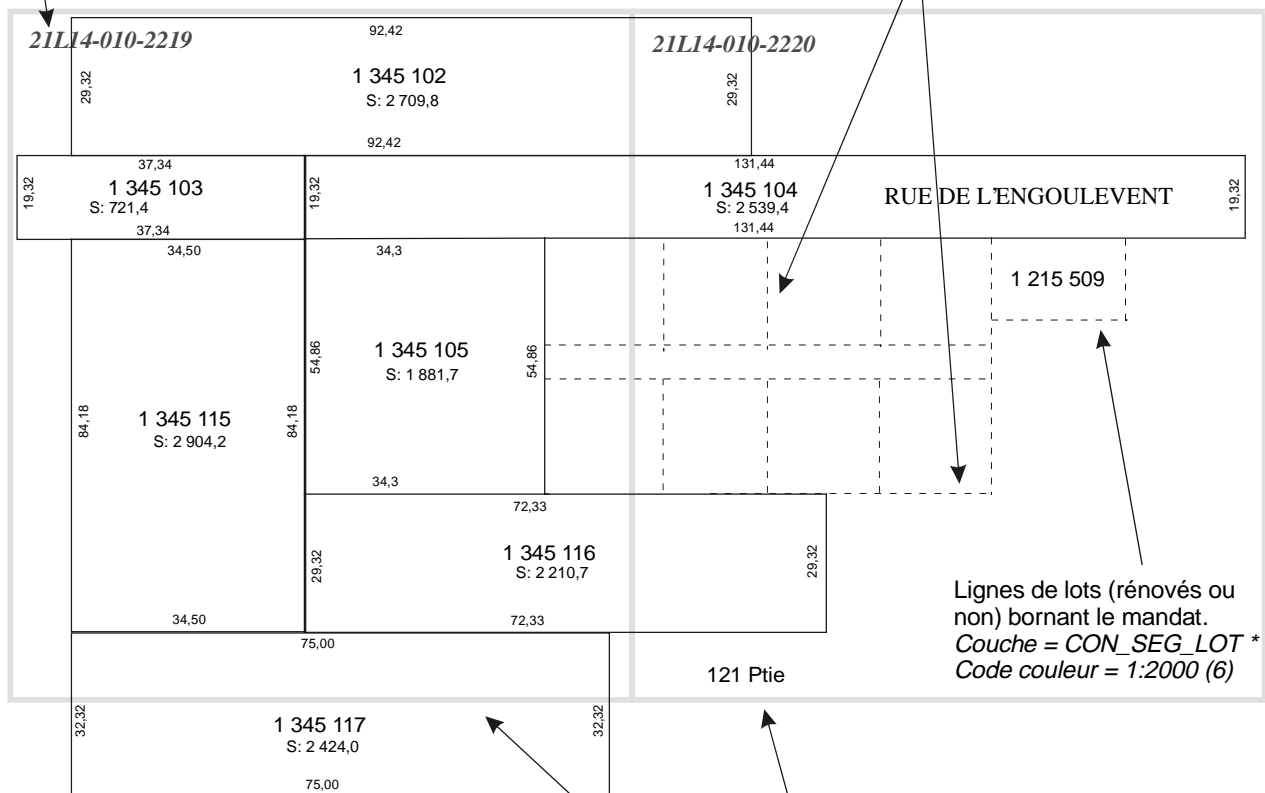 21L14-010-2219
92,42
21L14-010-2220
29,32
1 345 102
S: 2 709,8
29,32
92,42
37,34
131,44
19,32
1 345 103
S: 721,4
19,32
1 345 104
S: 2 539,4
RUE DE L'ENGOULEVENT
19,32
37,34
131,44
34,50
34,3
1 215 509
54,86
1 345 105
S: 1 881,7
54,86
84,18
1 345 115
S: 2 904,2
84,18
34,3
72,33
29,32
1 345 116
S: 2 210,7
29,32
34,50
72,33
Lignes de lots (rénovés ou
non) bornant le mandat.
Couche = CON_SEG_LOT *
Code couleur = 1:2000 (6)
75,00
121 Ptie
32,32
1 345 117
S: 2 424,0
32,32
75,00